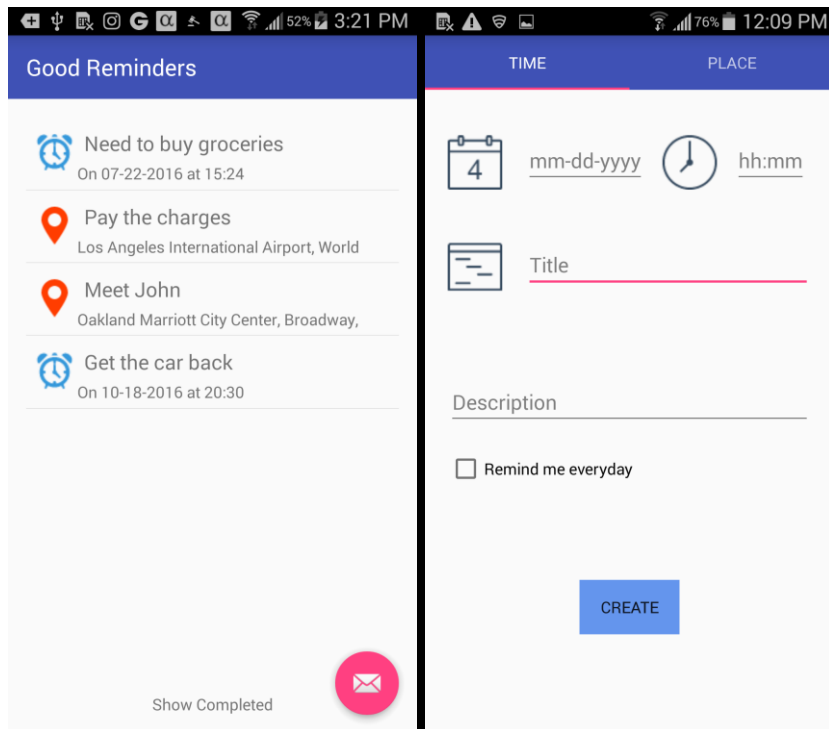 52% 3:21 PM
Good Reminders
Need to buy groceries
On 07-22-2016 at 15:24
Pay the charges
Los Angeles International Airport, World
Meet John
Oakland Marriott City Center, Broadway,
Get the car back
On 10-18-2016 at 20:30
Show Completed
76% 12:09 PM
TIME PLACE
4 mm-dd-yyyy hh:mm
Title
Description
Remind me everyday
CREATE